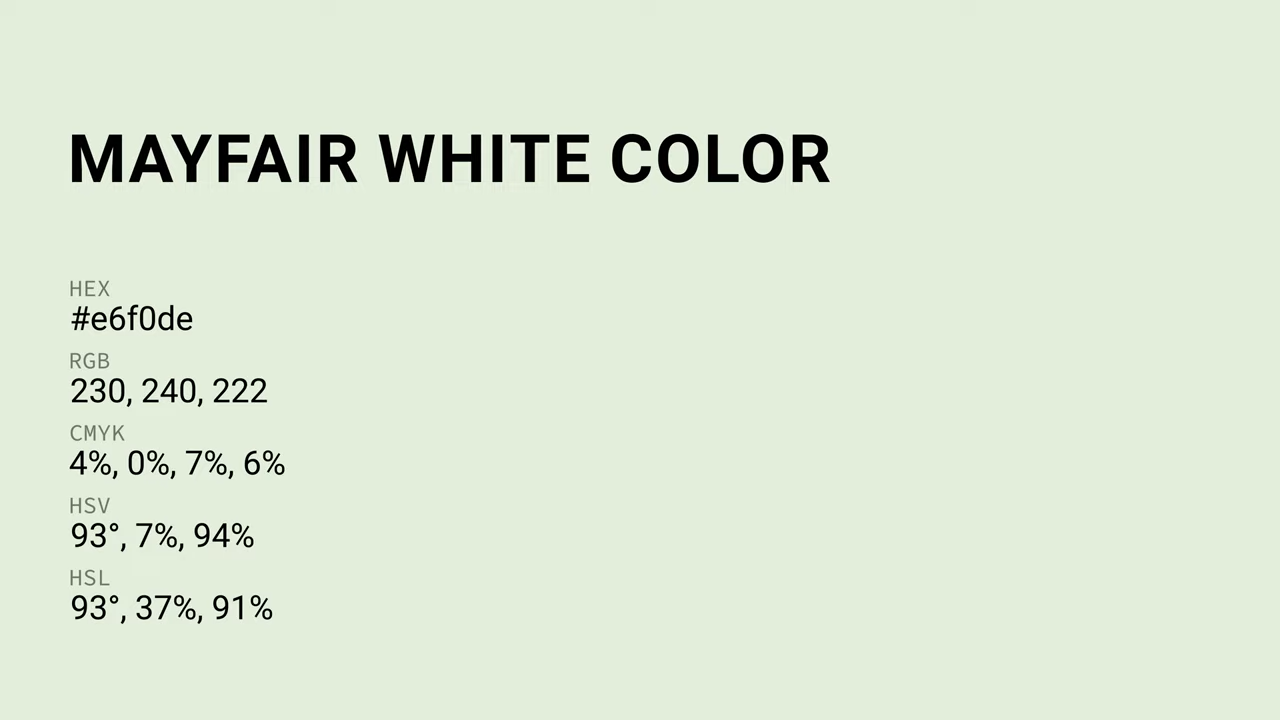 MAYFAIR WHITE COLOR
HEX
#e6f0de
RGB
230, 240, 222
CMYK
4%, 0%, 7%, 6%
HSV
93°, 7%, 94%
HSL
93°, 37%, 91%